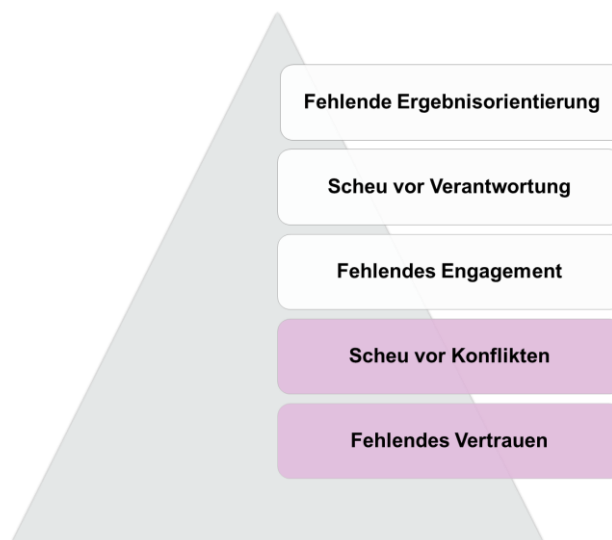 Fehlende Ergebnisorientierung
Scheu vor Verantwortung
Fehlendes Engagement
Scheu vor Konflikten
Fehlendes Vertrauen